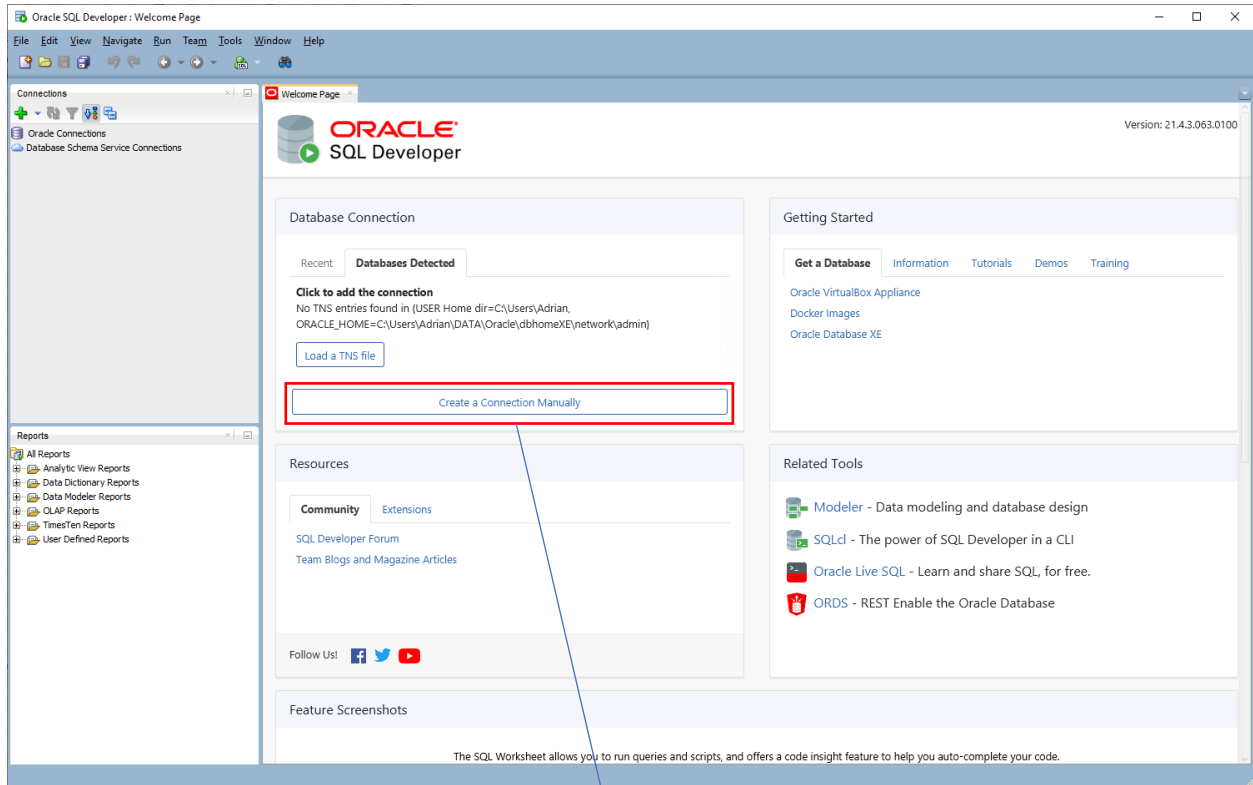 Oracle SQL Developer : Welcome Page
File Edit View Navigate Run Team Tools Window Help
Connections
Oracle Connections
Database Schema Service Connections
Reports
All Reports
Analytic View Reports
Data Dictionary Reports
Data Modeler Reports
OLAP Reports
TimesTen Reports
User Defined Reports
Welcome Page
ORACLE
SQL Developer
Version: 21.4.3.063.0100
Database Connection
Recent Databases Detected
Click to add the connection
No TNS entries found in {USER Home dir=C:\Users\Adrian,
ORACLE_HOME=C:\Users\Adrian\DATA\Oracle\dbhomeXE\network\admin}
Load a TNS file
Create a Connection Manually
Getting Started
Get a Database Information Tutorials Demos Training
Oracle VirtualBox Appliance
Docker Images
Oracle Database XE
Resources
Community Extensions
SQL Developer Forum
Team Blogs and Magazine Articles
Follow Us!
Related Tools
Modeler - Data modeling and database design
SQLcl - The power of SQL Developer in a CLI
Oracle Live SQL - Learn and share SQL, for free.
ORDS - REST Enable the Oracle Database
Feature Screenshots
The SQL Worksheet allows you to run queries and scripts, and offers a code insight feature to help you auto-complete your code.